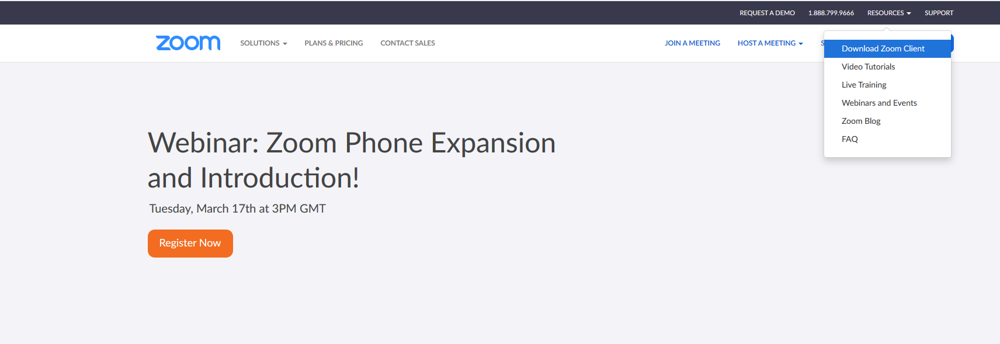 REQUEST A DEMO 1.888.799.9666 RESOURCES SUPPORT
zoom SOLUTIONS PLANS & PRICING CONTACT SALES JOIN A MEETING HOST A MEETING
Download Zoom Client
Video Tutorials
Live Training
Webinars and Events
Zoom Blog
FAQ
Webinar: Zoom Phone Expansion
and Introduction!
Tuesday, March 17th at 3PM GMT
Register Now